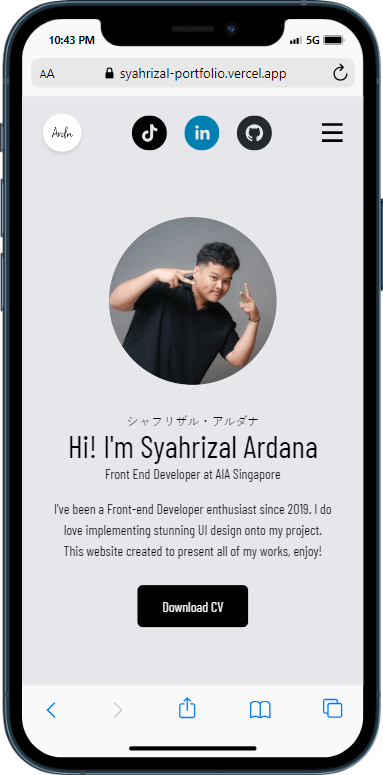 10:43 PM
5G
AA
syahrizal-portfolio.vercel.app
Ardn
in
シャフリザル・アルダナ
Hi! I'm Syahrizal Ardana
Front End Developer at AIA Singapore
I've been a Front-end Developer enthusiast since 2019. I do
love implementing stunning UI design onto my project.
This website created to present all of my works, enjoy!
Download CV